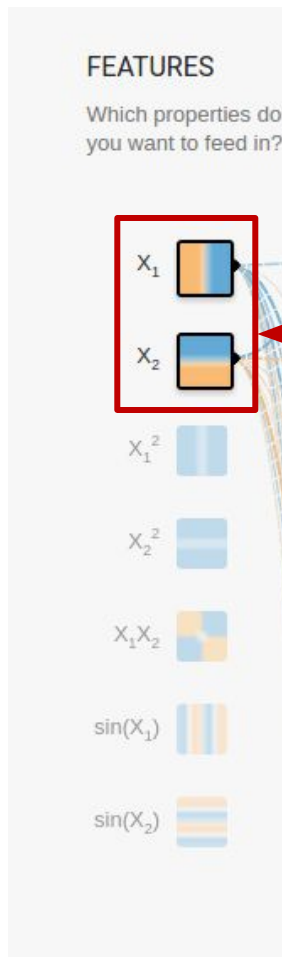 FEATURES
Which properties do
you want to feed in?
X₁
X₂
X₁²
X₂²
X₁X₂
sin(X₁)
sin(X₂)